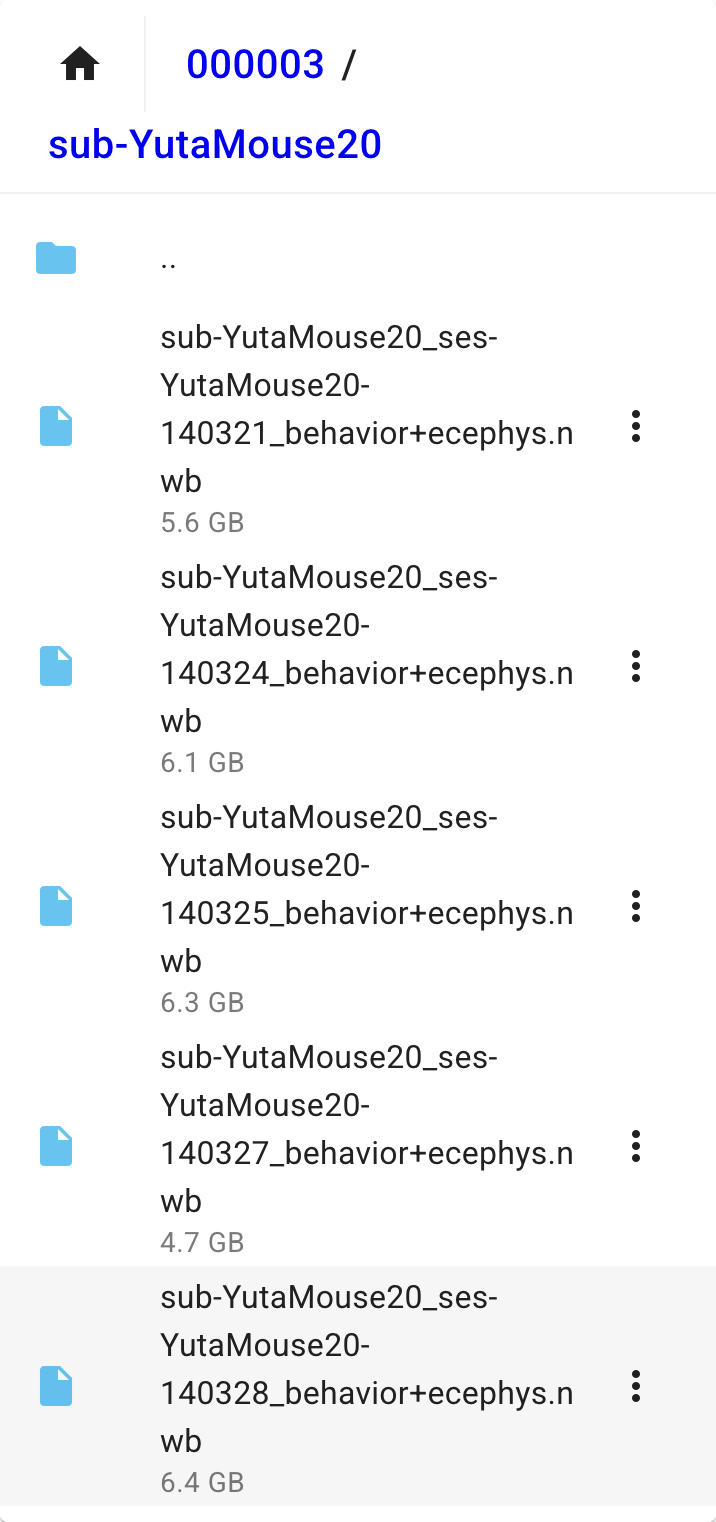 000003 /
sub-YutaMouse20
..
sub-YutaMouse20_ses-
YutaMouse20-
140321_behavior+ecephys.n
wb
5.6 GB
sub-YutaMouse20_ses-
YutaMouse20-
140324_behavior+ecephys.n
wb
6.1 GB
sub-YutaMouse20_ses-
YutaMouse20-
140325_behavior+ecephys.n
wb
6.3 GB
sub-YutaMouse20_ses-
YutaMouse20-
140327_behavior+ecephys.n
wb
4.7 GB
sub-YutaMouse20_ses-
YutaMouse20-
140328_behavior+ecephys.n
wb
6.4 GB